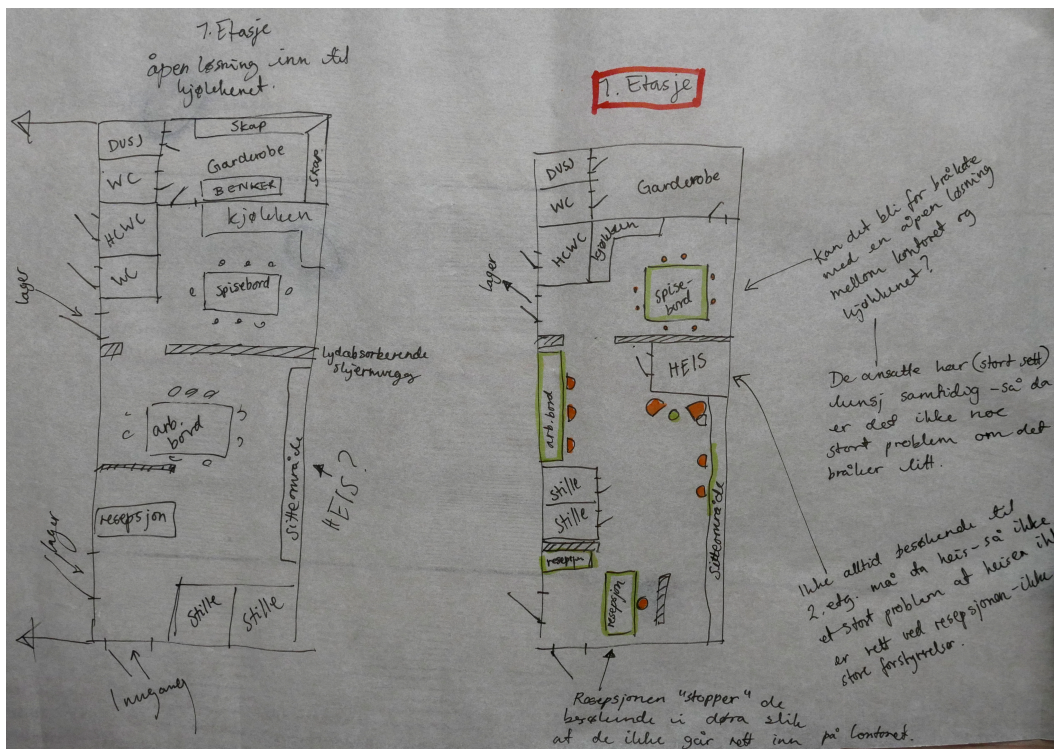 1. Etasje
åpen løsning inn til
kjøkkenet.
DUSJ
WC
HCWC
WC
Skap
Garderobe
BENKER
Skap
kjøkken
spisebord
lager
Lydabsorberende
skjermvegg
arb.
bord
Sitteområde
HEIS?
resepsjon
lager
Stille
Stille
Inngang
1. Etasje
DUSJ
WC
HCWC
Garderobe
kjøkken
lager
spise-
bord
HEIS
arb.bord
Stille
Stille
resepsjon
Sitteområde
Kan det bli for bråkete
med en åpen løsning
mellom kontoret og
kjøkkenet?
De ansatte har (stort sett)
lunsj samtidig - så da
er det ikke noe
stort problem om det
bråker litt.
Ikke alltid besøkende til
2. etg. må da heis - så ikke
et stort problem at heisen ik
er rett ved resepsjonen - ikke
store forstyrrelser.
Resepsjonen "stopper" de
besøkende i døra slik
at de ikke går rett inn på kontoret.